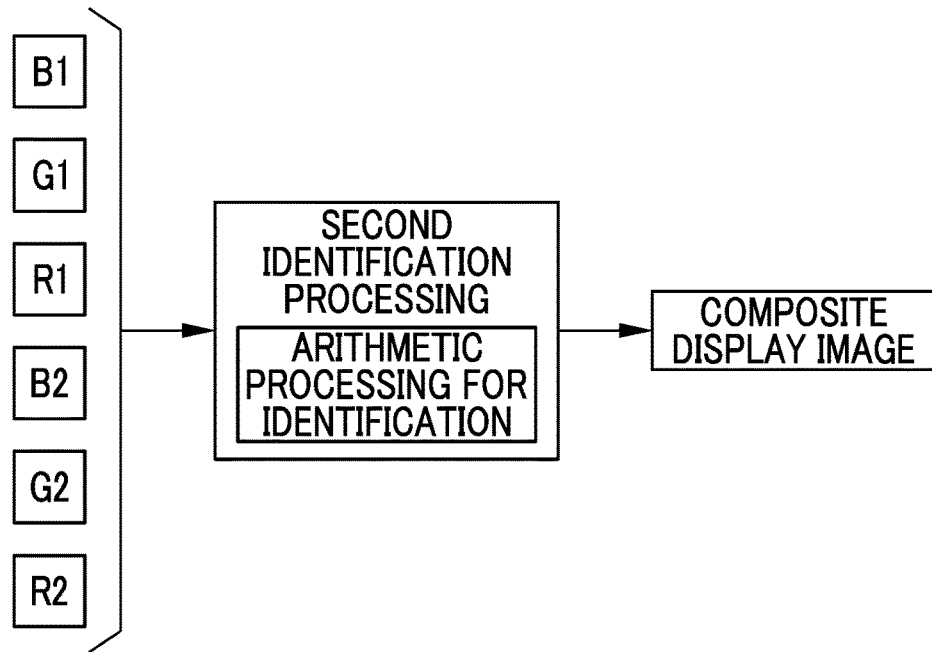 B1
G1
R1
B2
G2
R2
SECOND
IDENTIFICATION
PROCESSING
ARITHMETIC
PROCESSING FOR
IDENTIFICATION
COMPOSITE
DISPLAY IMAGE